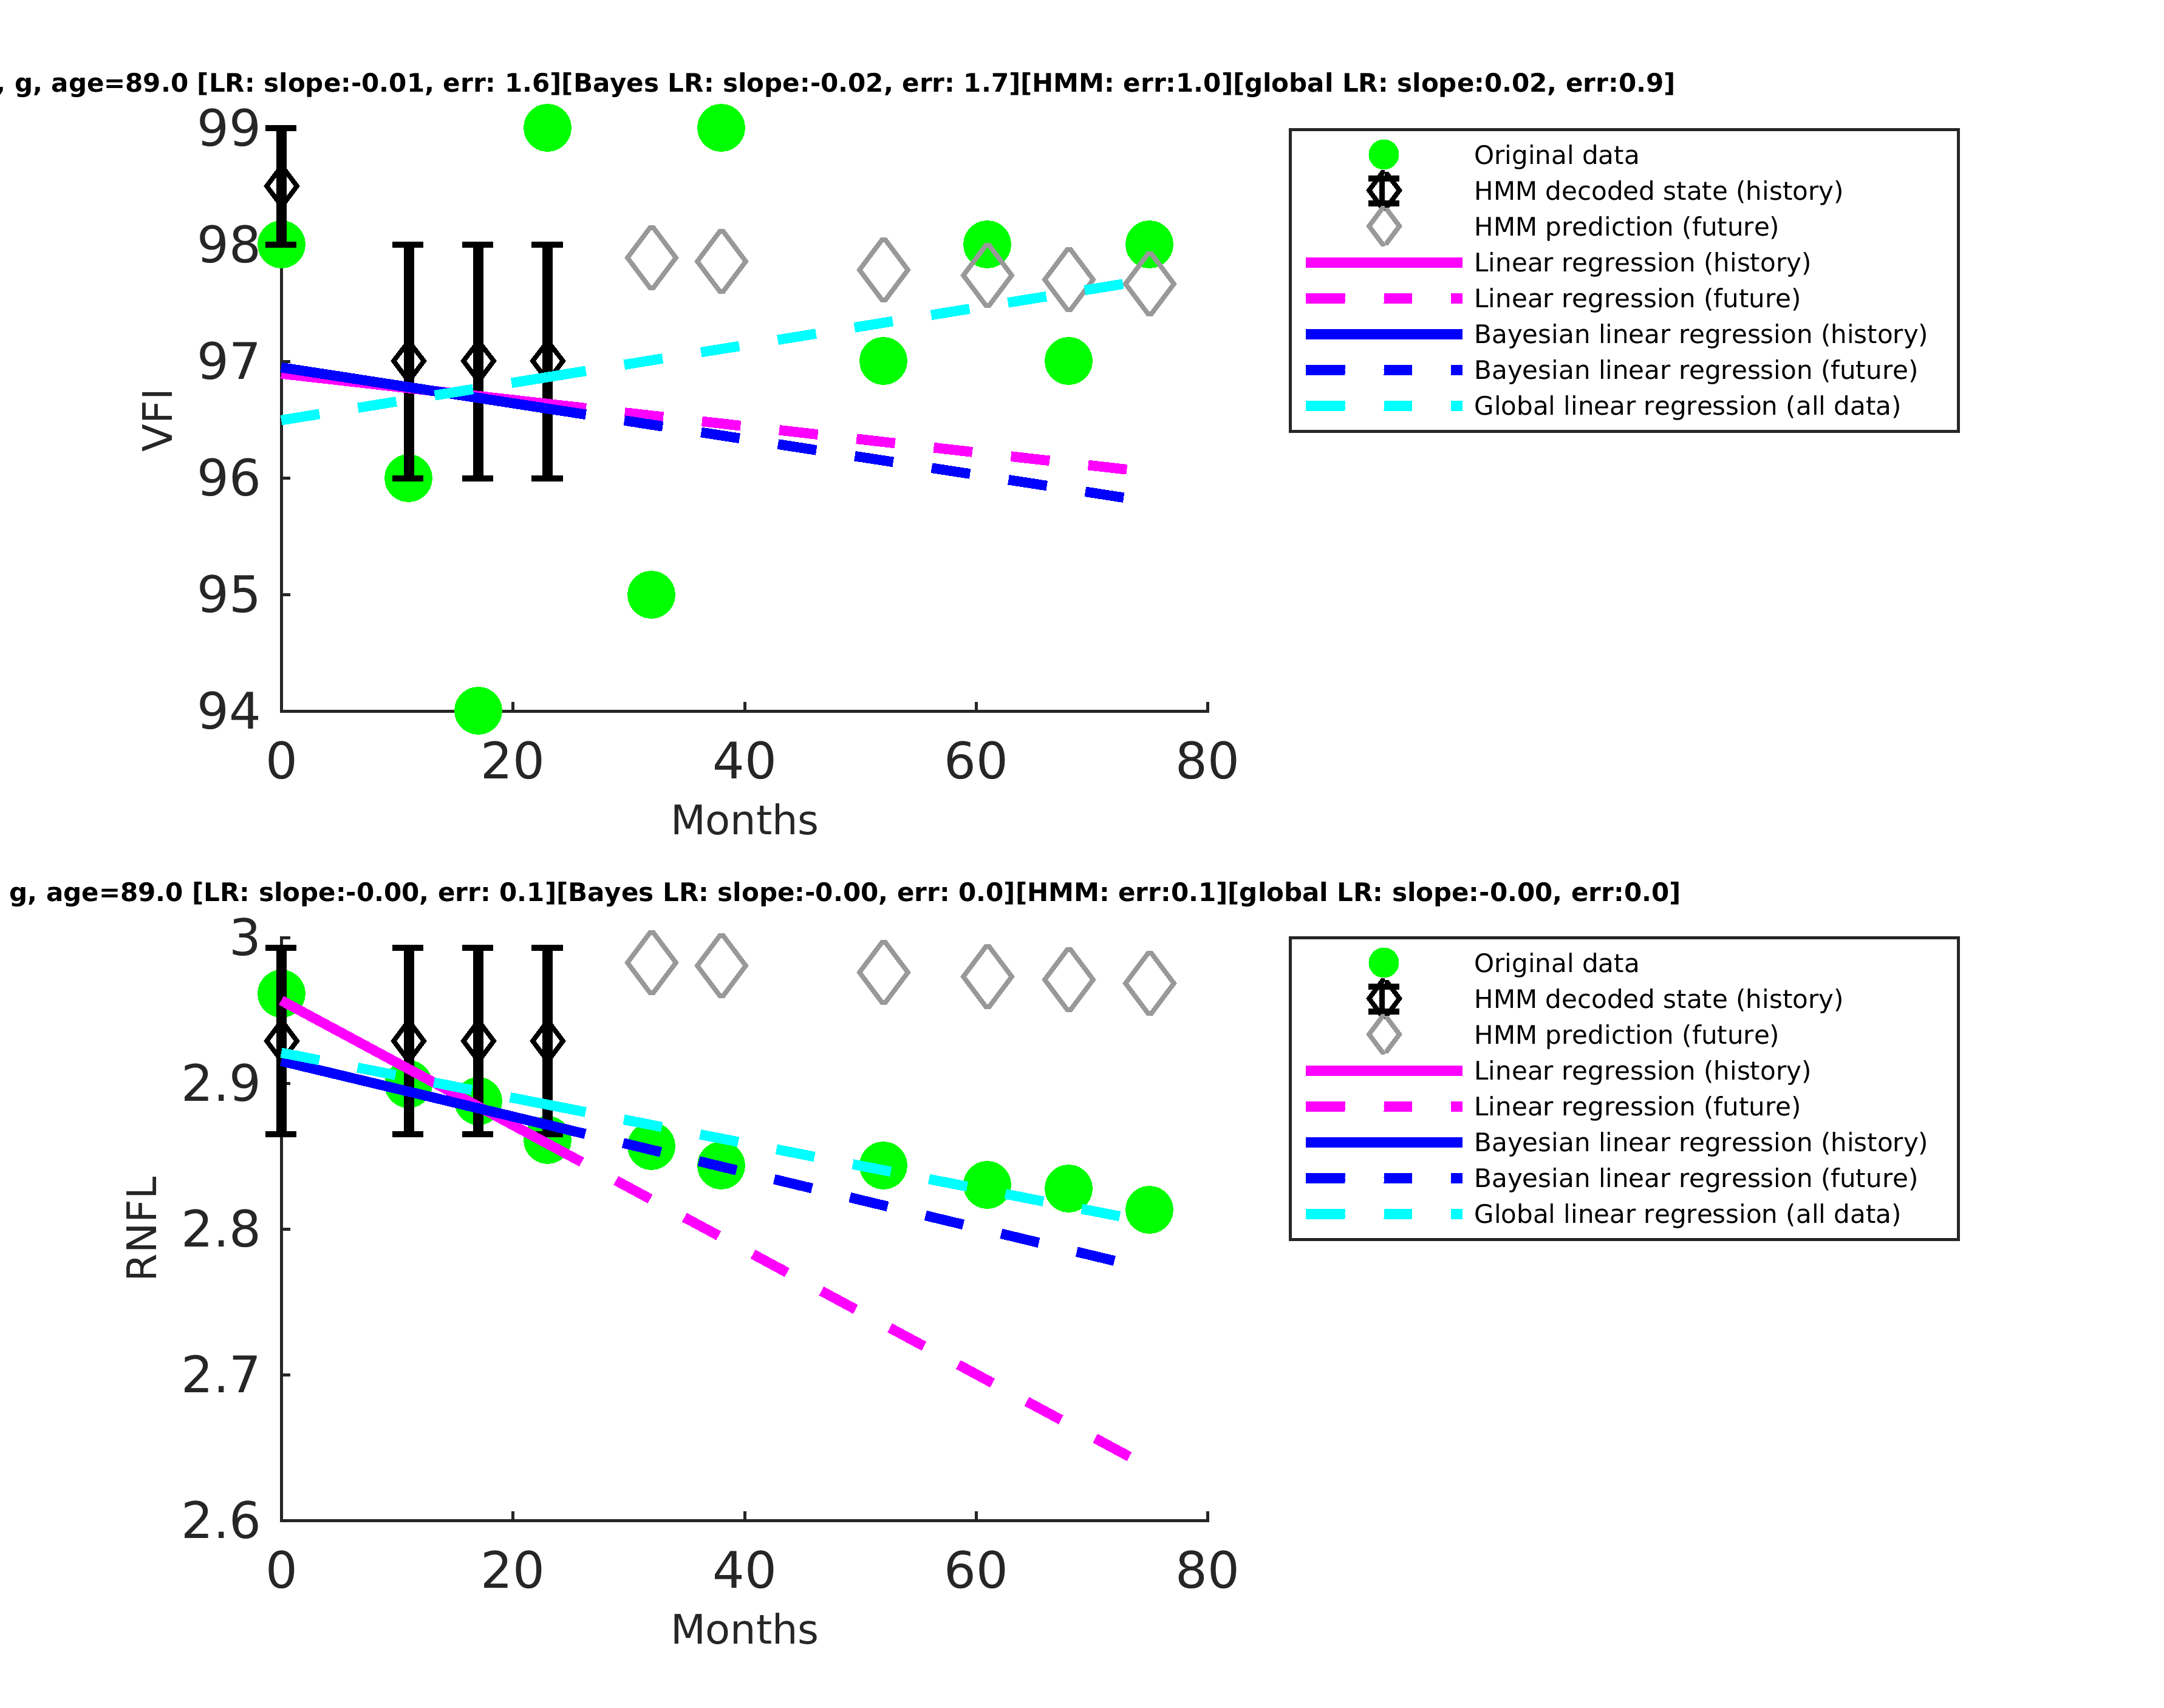 , g, age=89.0 [LR: slope:-0.01, err: 1.6][Bayes LR: slope:-0.02, err: 1.7][HMM: err:1.0][global LR: slope:0.02, err:0.9]
99
98
97
96
95
94
VFI
0 20 40 60 80
Months
Original data
HMM decoded state (history)
HMM prediction (future)
Linear regression (history)
Linear regression (future)
Bayesian linear regression (history)
Bayesian linear regression (future)
Global linear regression (all data)
g, age=89.0 [LR: slope:-0.00, err: 0.1][Bayes LR: slope:-0.00, err: 0.0][HMM: err:0.1][global LR: slope:-0.00, err:0.0]
3
2.9
2.8
2.7
2.6
RNFL
0 20 40 60 80
Months
Original data
HMM decoded state (history)
HMM prediction (future)
Linear regression (history)
Linear regression (future)
Bayesian linear regression (history)
Bayesian linear regression (future)
Global linear regression (all data)